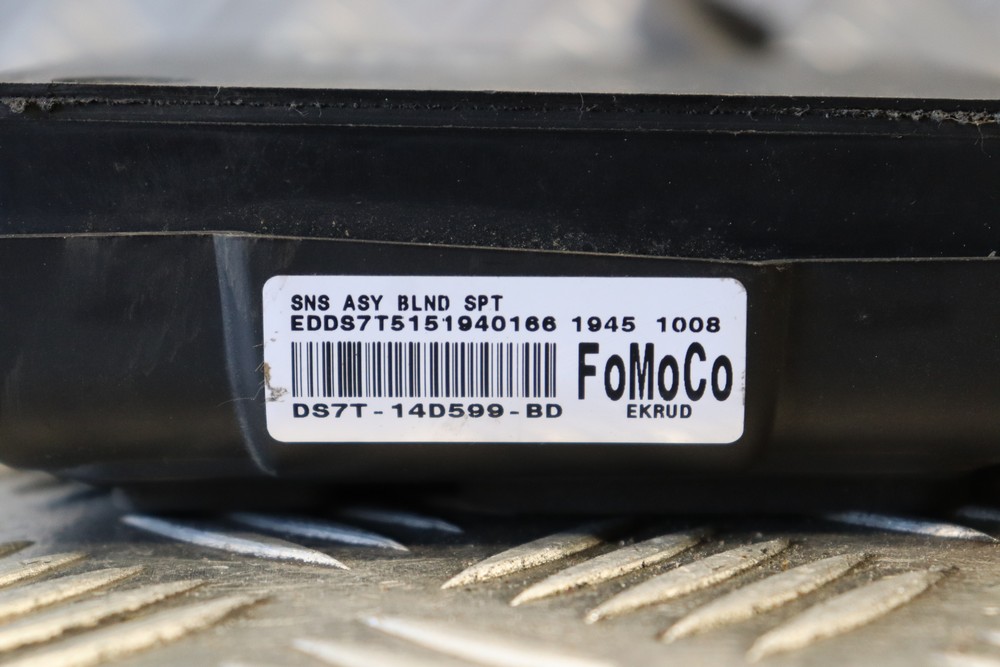 SNS ASY BLND SPT
EDDS7T5151940166 1945 1008
FoMoCo
DS7T-14D599-BD
EKRUD